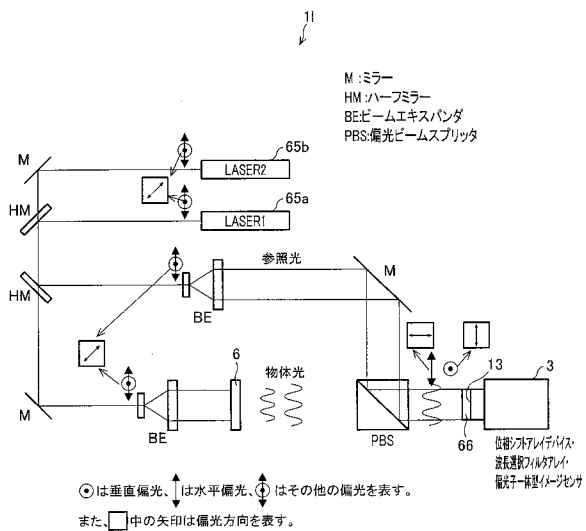 1l
M:ミラー
HM:ハーフミラー
BE:ビームエキスパンダ
PBS:偏光ビームスプリッタ
65b
M
LASER2
65a
HM
LASER1
参照光
M
HM
BE
6
物体光
13
3
M
BE
PBS
66
位相シフトアレイデバイス・
波長選択フィルタアレイ・
偏光子一体型イメージセンサ
は垂直偏光、は水平偏光、はその他の偏光を表す。
また、中の矢印は偏光方向を表す。